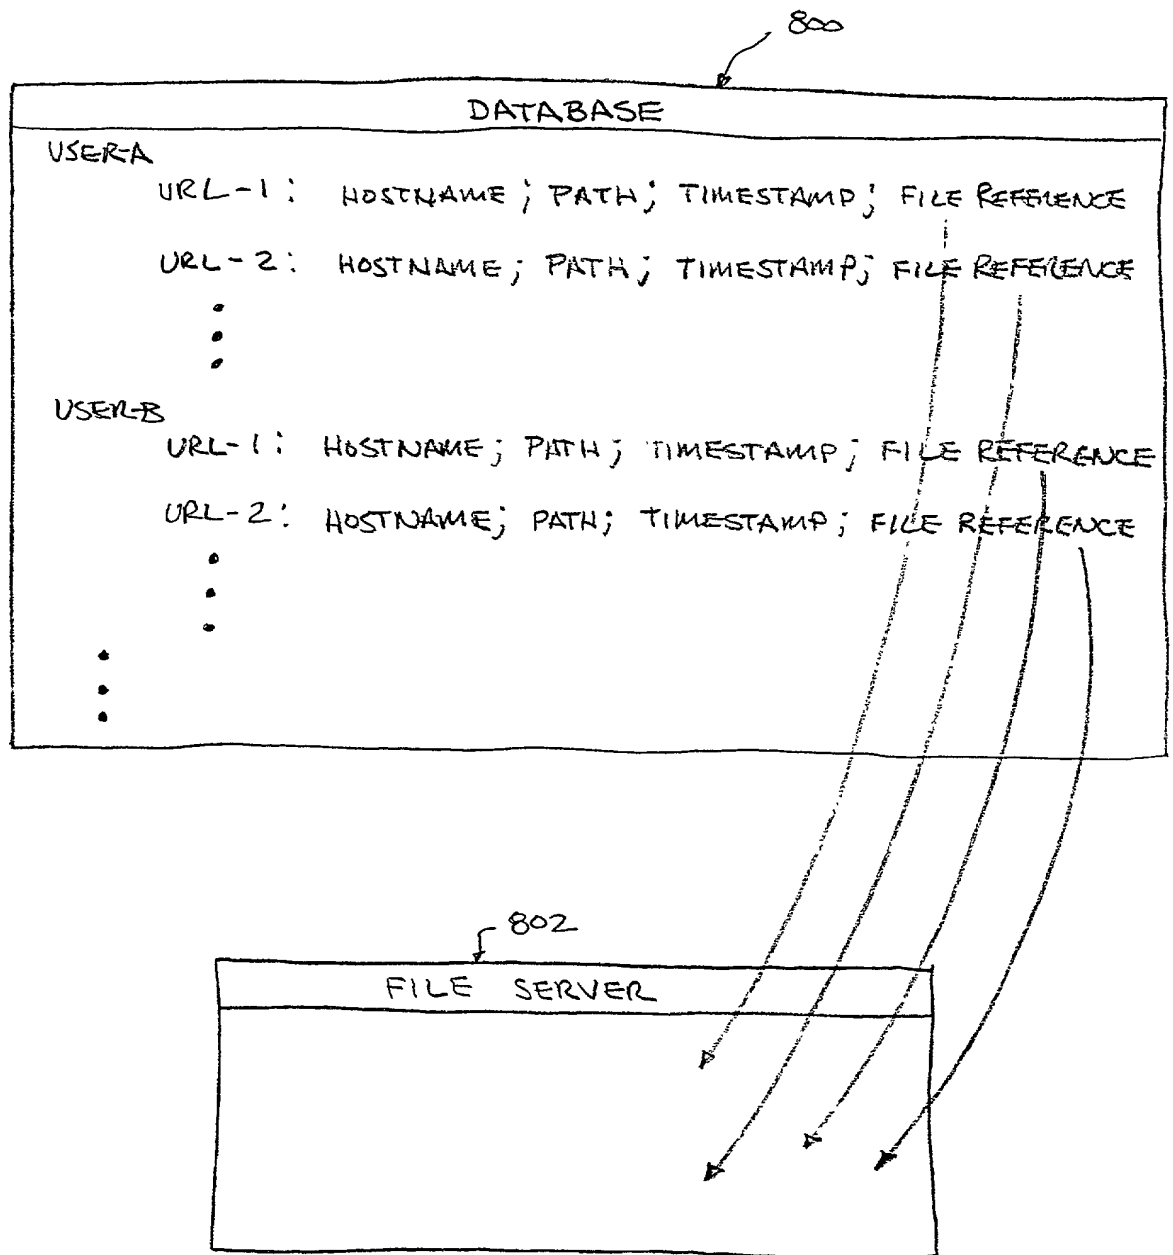 800
DATABASE
USER-A
URL-1: HOSTNAME; PATH; TIMESTAMP; FILE REFERENCE
URL-2: HOSTNAME; PATH; TIMESTAMP; FILE REFERENCE
USER-B
URL-1: HOSTNAME; PATH; TIMESTAMP; FILE REFERENCE
URL-2: HOSTNAME; PATH; TIMESTAMP; FILE REFERENCE
802
FILE SERVER